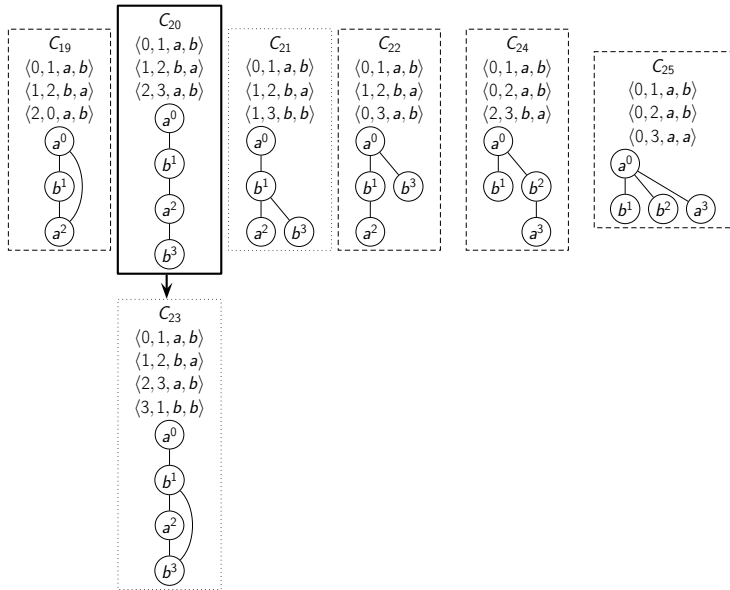 C₁₉
⟨0, 1, a, b⟩
⟨1, 2, b, a⟩
⟨2, 0, a, b⟩
a⁰
b¹
a²
C₂₀
⟨0, 1, a, b⟩
⟨1, 2, b, a⟩
⟨2, 3, a, b⟩
a⁰
b¹
a²
b³
C₂₁
⟨0, 1, a, b⟩
⟨1, 2, b, a⟩
⟨1, 3, b, b⟩
a⁰
b¹
a² b³
C₂₂
⟨0, 1, a, b⟩
⟨1, 2, b, a⟩
⟨0, 3, a, b⟩
a⁰
b¹ b³
a²
C₂₄
⟨0, 1, a, b⟩
⟨0, 2, a, b⟩
⟨2, 3, b, a⟩
a⁰
b¹ b²
a³
C₂₅
⟨0, 1, a, b⟩
⟨0, 2, a, b⟩
⟨0, 3, a, a⟩
a⁰
b¹ b² a³
C₂₃
⟨0, 1, a, b⟩
⟨1, 2, b, a⟩
⟨2, 3, a, b⟩
⟨3, 1, b, b⟩
a⁰
b¹
a²
b³